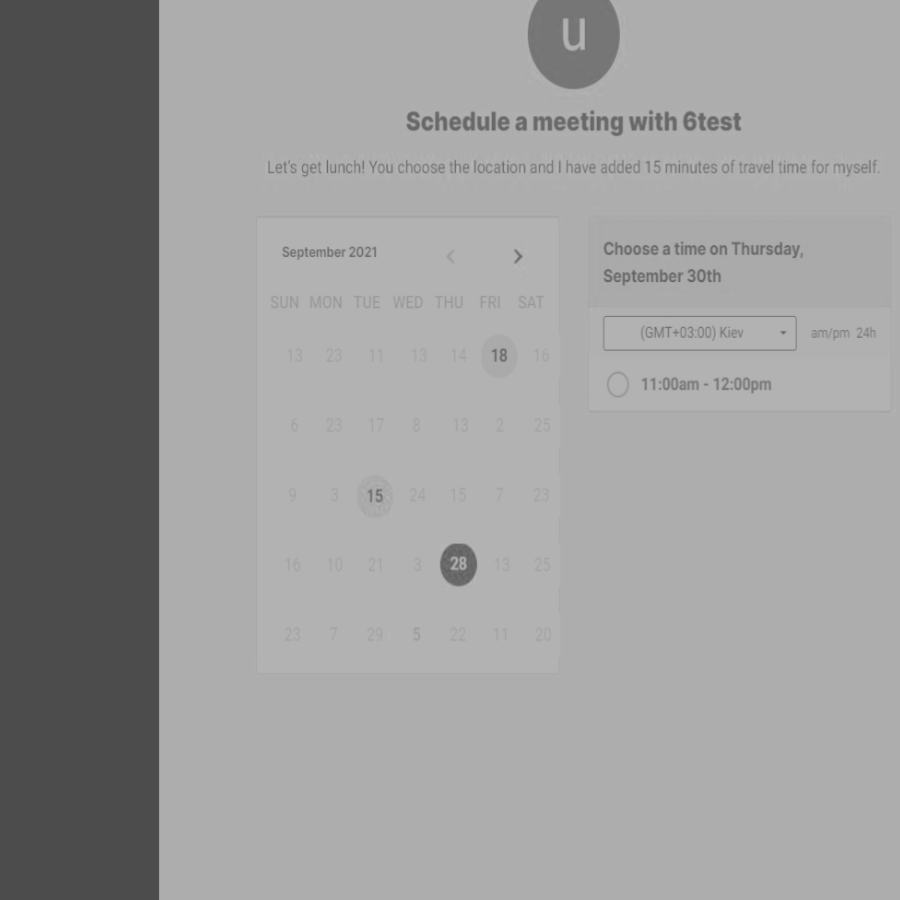 u
Schedule a meeting with 6test
Let's get lunch! You choose the location and I have added 15 minutes of travel time for myself.
September 2021
SUN MON TUE WED THU FRI SAT
13 23 11 13 14 18 16
6 23 17 8 13 2 25
9 3 15 24 15 7 23
16 10 21 3 28 13 25
23 7 29 5 22 11 20
Choose a time on Thursday,
September 30th
(GMT+03:00) Kiev am/pm 24h
11:00am - 12:00pm